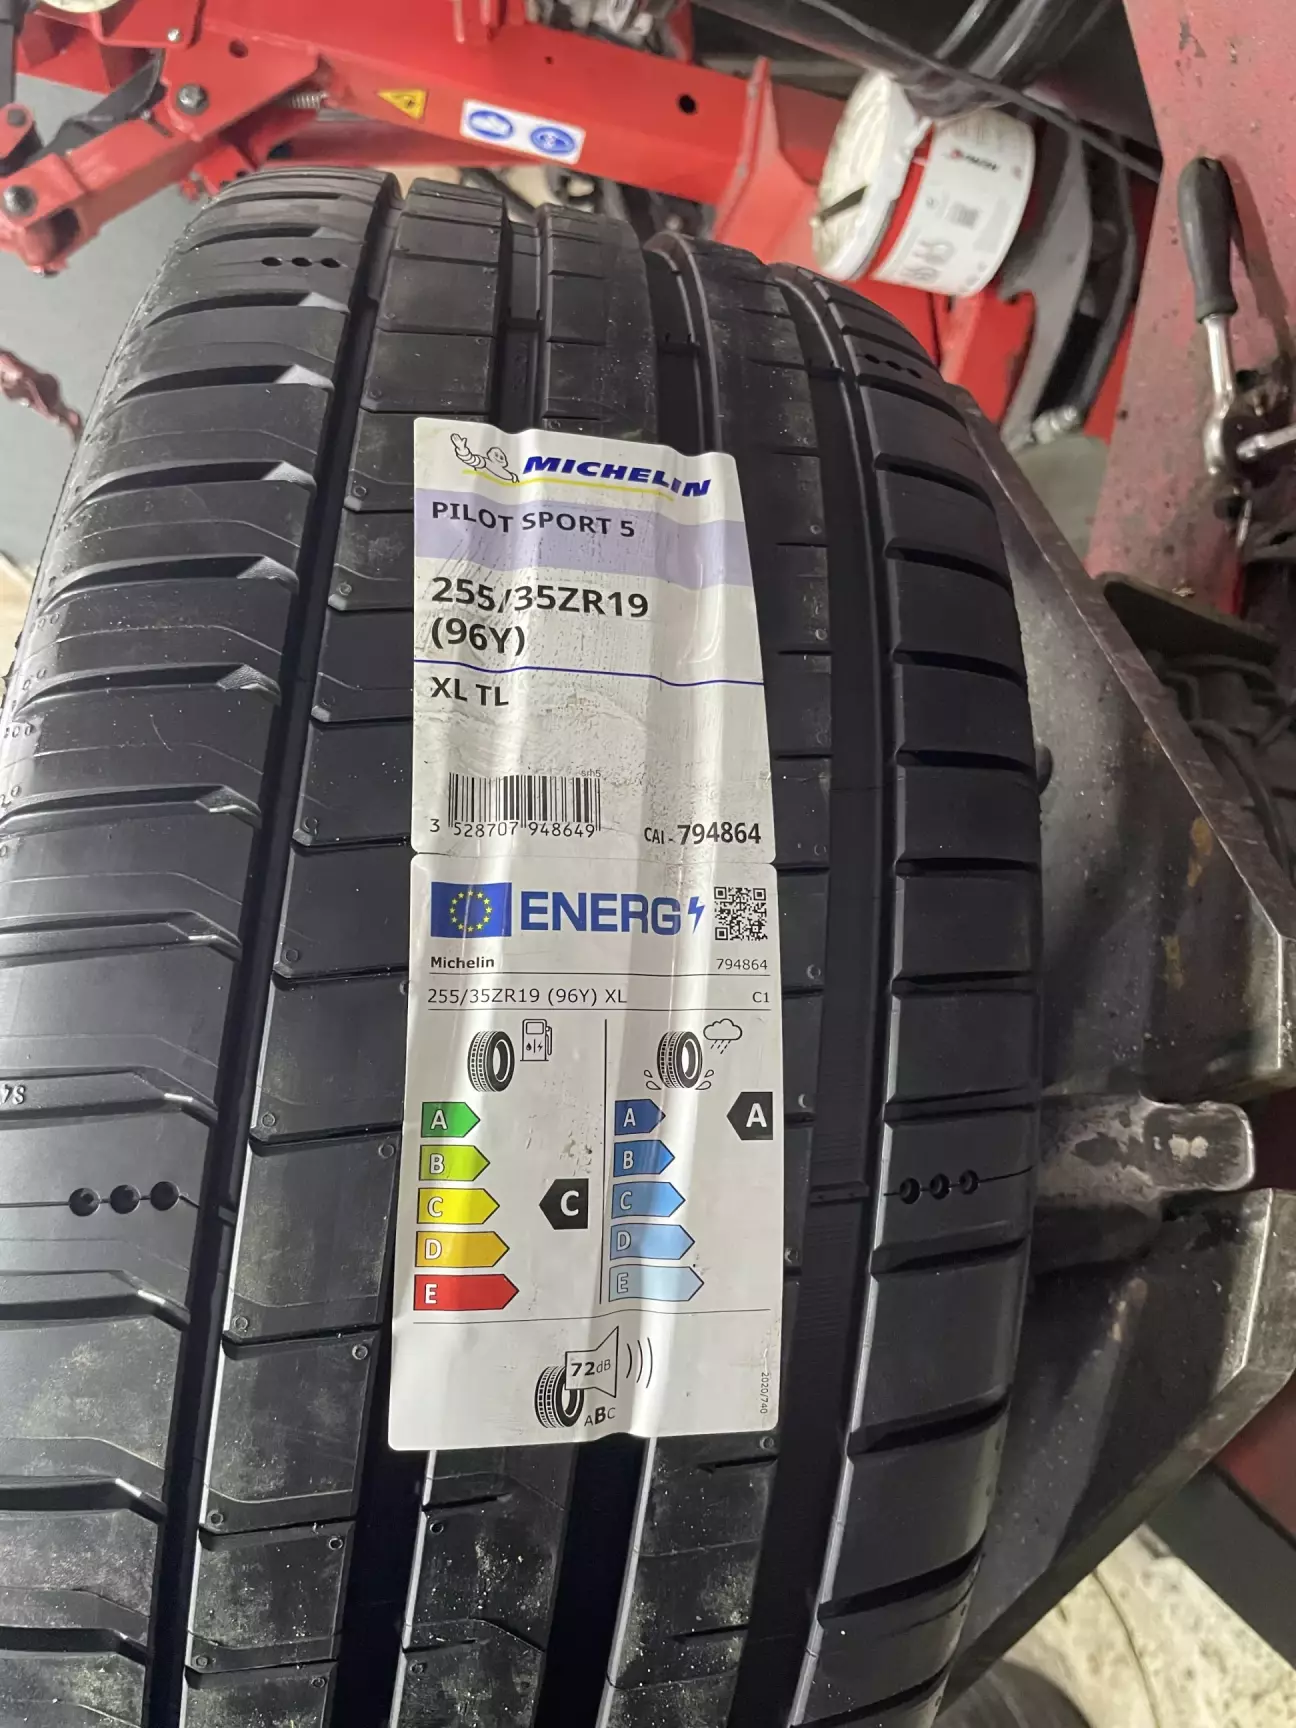 MICHELIN
PILOT SPORT 5
255/35ZR19
(96Y)
XL TL
srh5
3 528707 948649
CAI - 794864
ENERG
Michelin 794864
255/35ZR19 (96Y) XL C1
A
B
C
D
E
C
A
B
C
D
E
A
72dB
ABC
2020/740